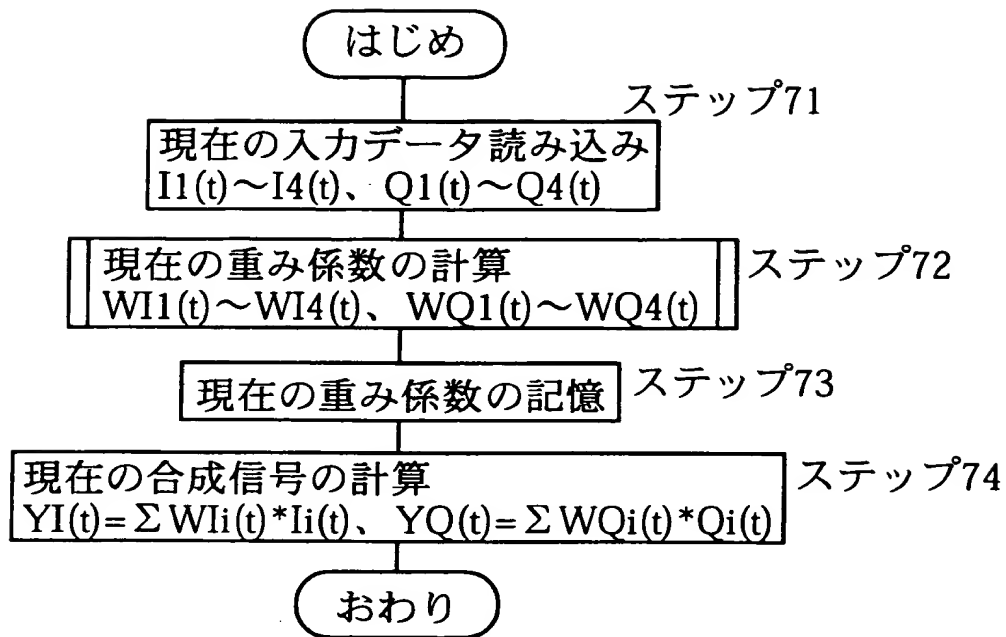 はじめ
ステップ71
現在の入力データ読み込み
I1(t)～I4(t)、Q1(t)～Q4(t)
現在の重み係数の計算
WI1(t)～WI4(t)、WQ1(t)～WQ4(t)
ステップ72
現在の重み係数の記憶
ステップ73
現在の合成信号の計算
YI(t)=ΣWIi(t)*Ii(t)、YQ(t)=ΣWQi(t)*Qi(t)
ステップ74
おわり